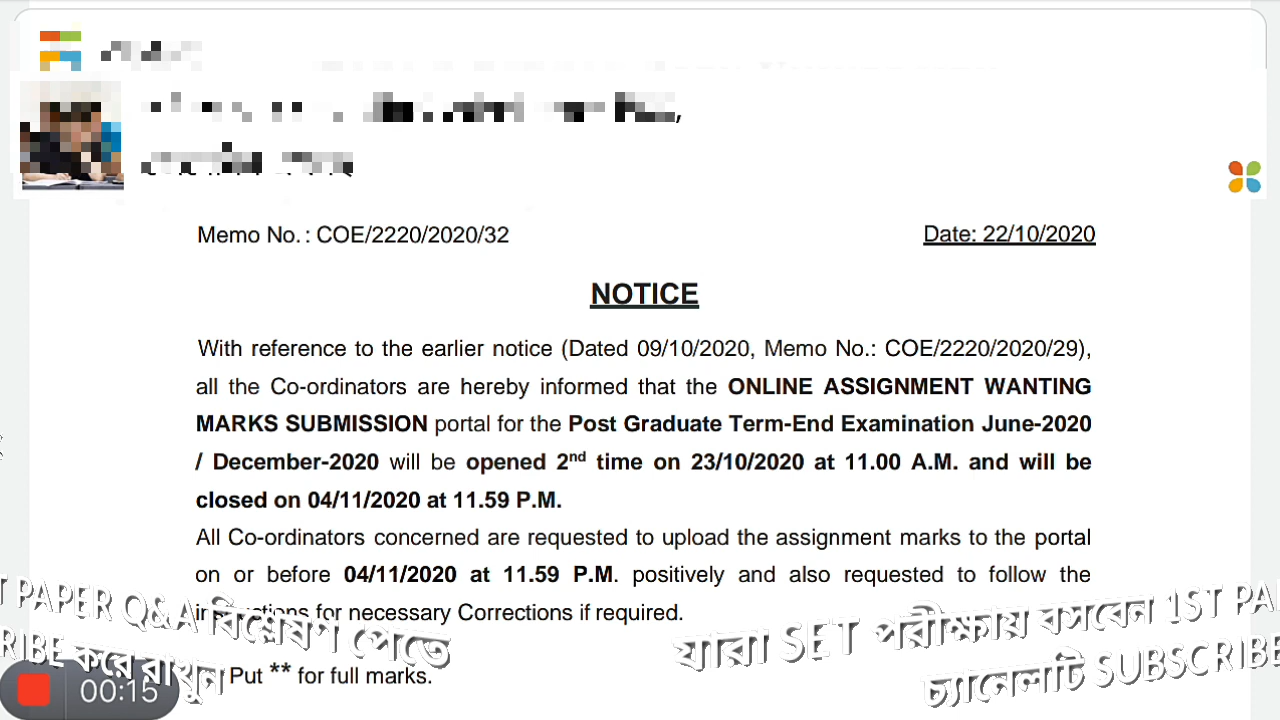 Memo No. : COE/2220/2020/32
Date: 22/10/2020
NOTICE
With reference to the earlier notice (Dated 09/10/2020, Memo No.: COE/2220/2020/29),
all the Co-ordinators are hereby informed that the ONLINE ASSIGNMENT WANTING
MARKS SUBMISSION portal for the Post Graduate Term-End Examination June-2020
/ December-2020 will be opened 2nd time on 23/10/2020 at 11.00 A.M. and will be
closed on 04/11/2020 at 11.59 P.M.
All Co-ordinators concerned are requested to upload the assignment marks to the portal
on or before 04/11/2020 at 11.59 P.M. positively and also requested to follow the
instructions for necessary Corrections if required.
Put ** for full marks.
PAPER Q&A বিশ্লেষণ পেতে
করে রাখুন
যারা SET পরীক্ষায় বসবেন 1ST
চ্যানেলটি SUBSCRIBE
00:15